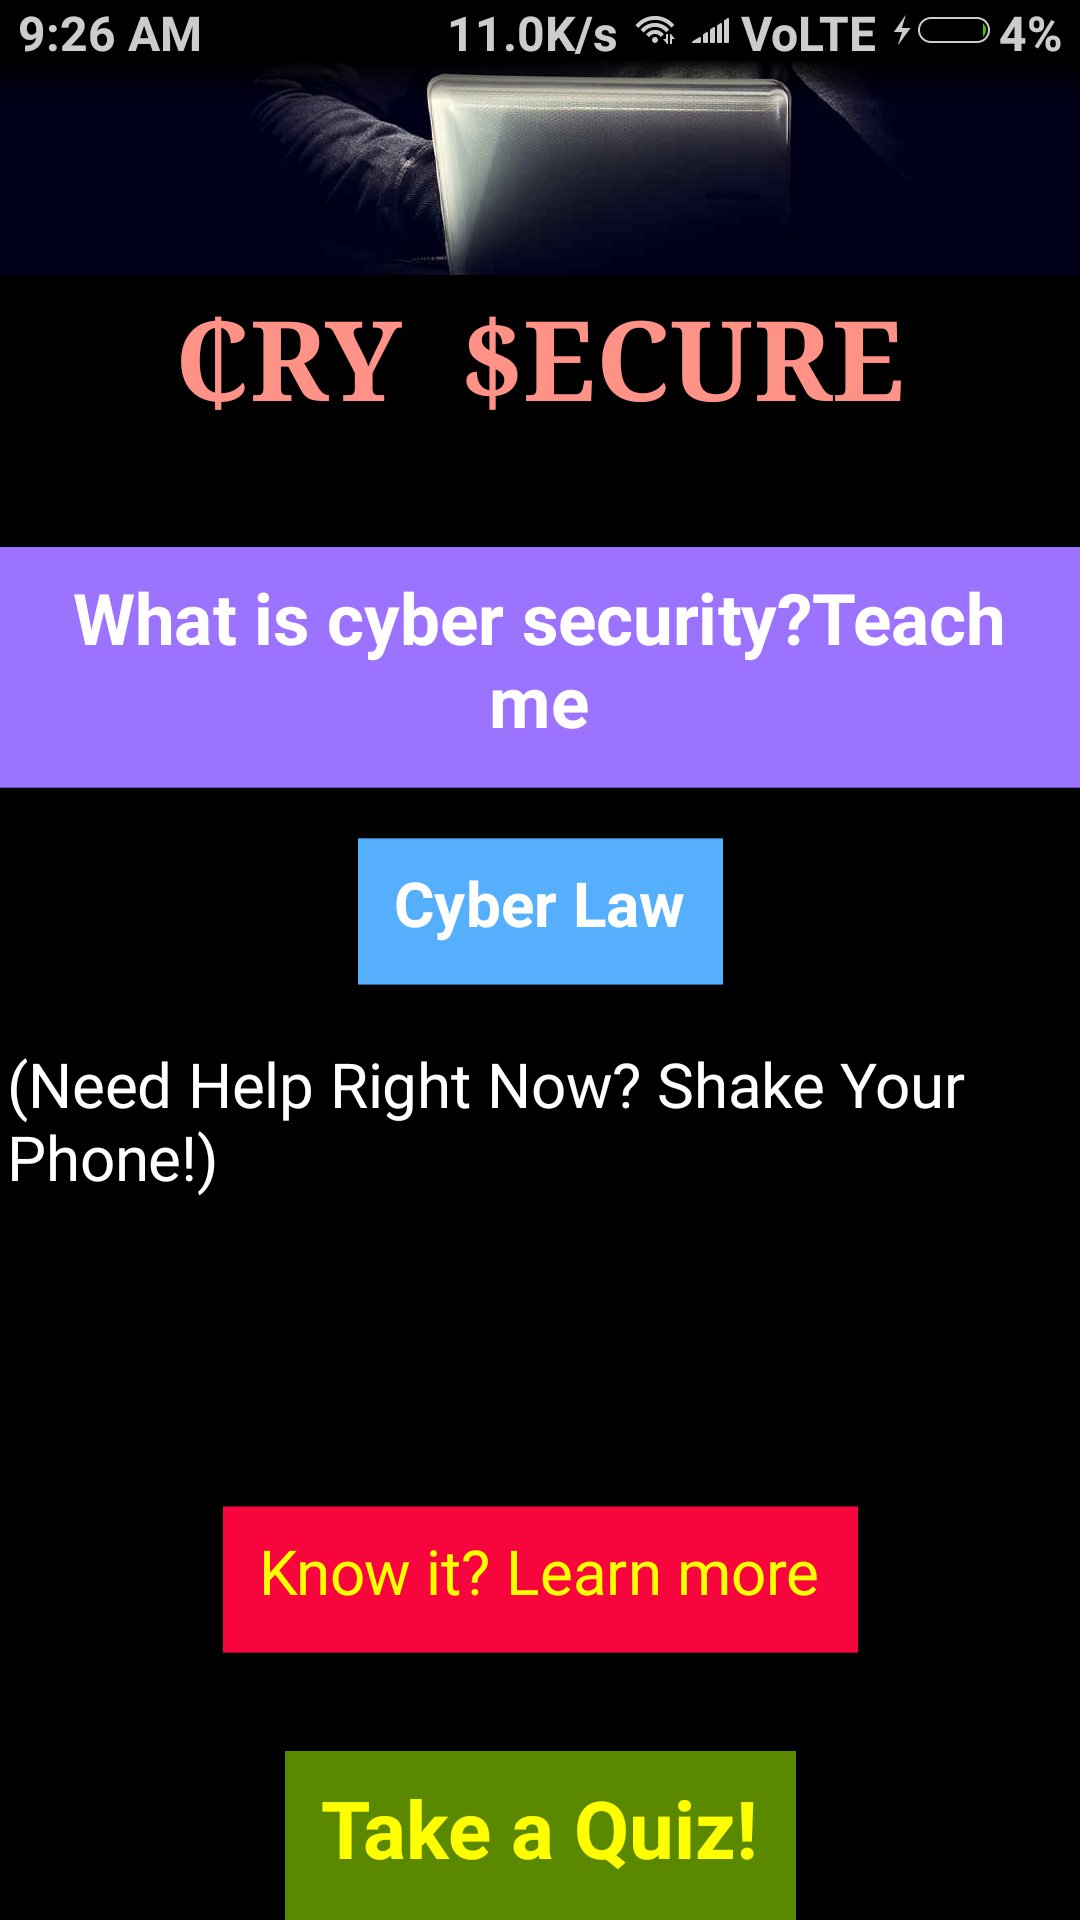 9:26 AM 11.0K/s VoLTE 4%
₵RY $ECURE
What is cyber security?Teach
me
Cyber Law
(Need Help Right Now? Shake Your
Phone!)
Know it? Learn more
Take a Quiz!